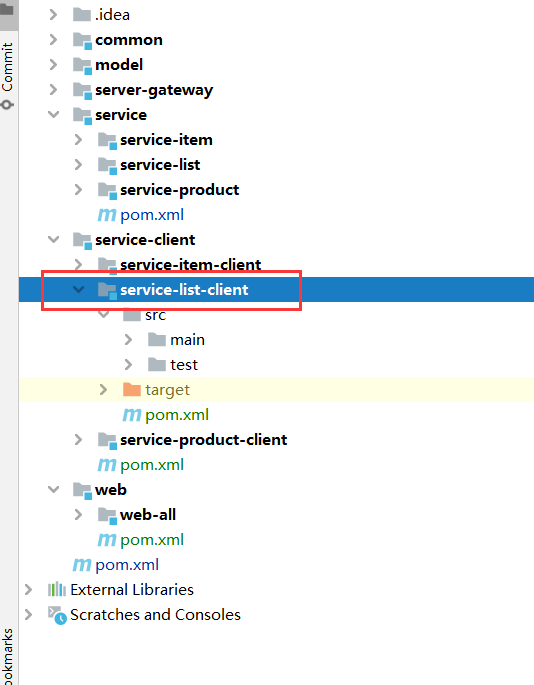 Commit
.idea
common
model
server-gateway
service
service-item
service-list
service-product
pom.xml
service-client
service-item-client
service-list-client
src
main
test
target
pom.xml
service-product-client
pom.xml
web
web-all
pom.xml
pom.xml
External Libraries
Scratches and Consoles
ookmarks